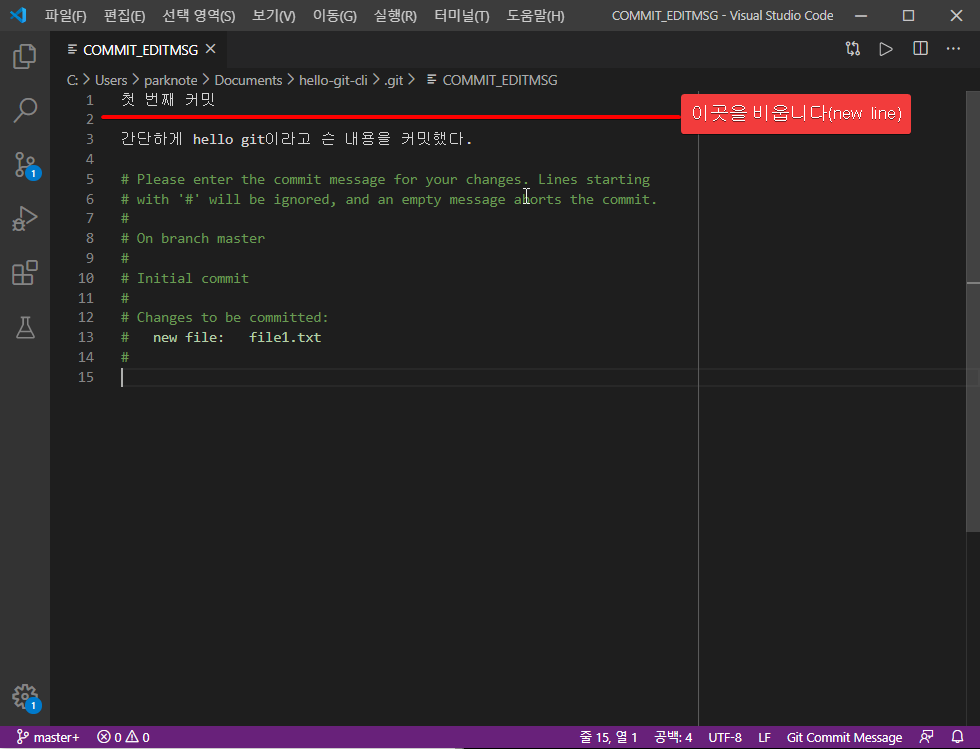 파일(F) 편집(E) 선택 영역(S) 보기(V) 이동(G) 실행(R) 터미널(T) 도움말(H) COMMIT_EDITMSG - Visual Studio Code
COMMIT_EDITMSG
C: > Users > parknote > Documents > hello-git-cli > .git > COMMIT_EDITMSG
1 첫 번째 커밋
이곳을 비웁니다(new line)
2
3 간단하게 hello git이라고 슨 내용을 커밋했다.
4
5 # Please enter the commit message for your changes. Lines starting
6 # with '#' will be ignored, and an empty message aborts the commit.
7 #
8 # On branch master
9 #
10 # Initial commit
11 #
12 # Changes to be committed:
13 # new file: file1.txt
14 #
15
1
1
master+ 0 0 줄 15, 열 1 공백: 4 UTF-8 LF Git Commit Message